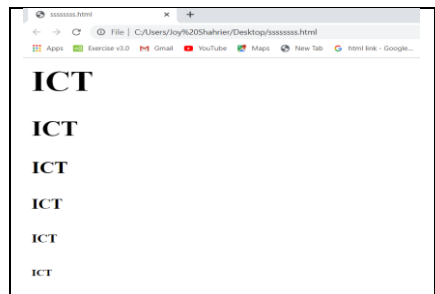 sssssss.html × +
File | C:/Users/Joy%20Shahrier/Desktop/sssssss.html
Apps Exercise v3.0 Gmail YouTube Maps New Tab html link - Google...
ICT
ICT
ICT
ICT
ICT
ICT